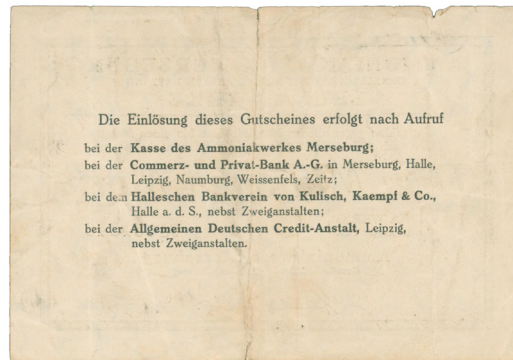 Die Einlösung dieses Gutscheines erfolgt nach Aufruf
bei der Kasse des Ammoniakwerkes Merseburg;
bei der Commerz- und Privat-Bank A.-G. in Merseburg, Halle,
Leipzig, Naumburg, Weissenfels, Zeitz;
bei dem Halleschen Bankverein von Kulisch, Kaempf & Co.,
Halle a. d. S., nebst Zweiganstalten;
bei der Allgemeinen Deutschen Credit-Anstalt, Leipzig,
nebst Zweiganstalten.